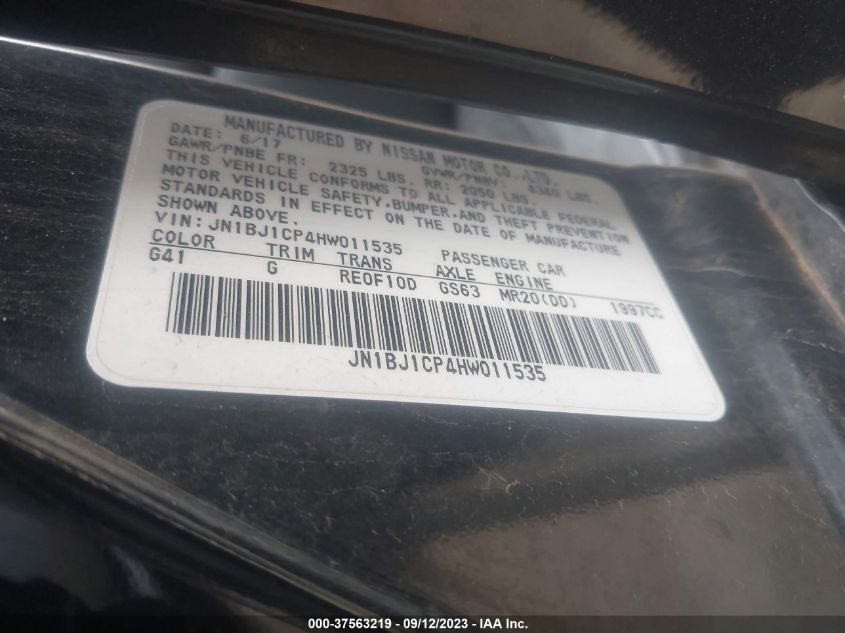 MANUFACTURED BY NISSAN MOTOR CO.,LTD.
DATE: 6/17 GVWR/PNBV: 4340 LBS.
GAWR/PNBE FR: 2325 LBS. RR: 2050 LBS.
THIS VEHICLE CONFORMS TO ALL APPLICABLE FEDERAL
MOTOR VEHICLE SAFETY,BUMPER,AND THEFT PREVENTION
STANDARDS IN EFFECT ON THE DATE OF MANUFACTURE
SHOWN ABOVE.
VIN: JN1BJ1CP4HW011535 PASSENGER CAR
COLOR TRIM TRANS AXLE ENGINE
G41 G RE0F10D GS63 MR20(DD) 1997CC
JN1BJ1CP4HW011535
000-37563219 - 09/12/2023 - IAA Inc.